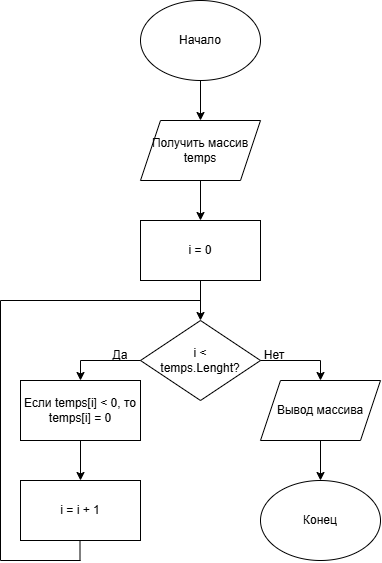 Начало
Получить массив
temps
i = 0
i <
temps.Lenght?
Да
Нет
Если temps[i] < 0, то
temps[i] = 0
Вывод массива
i = i + 1
Конец